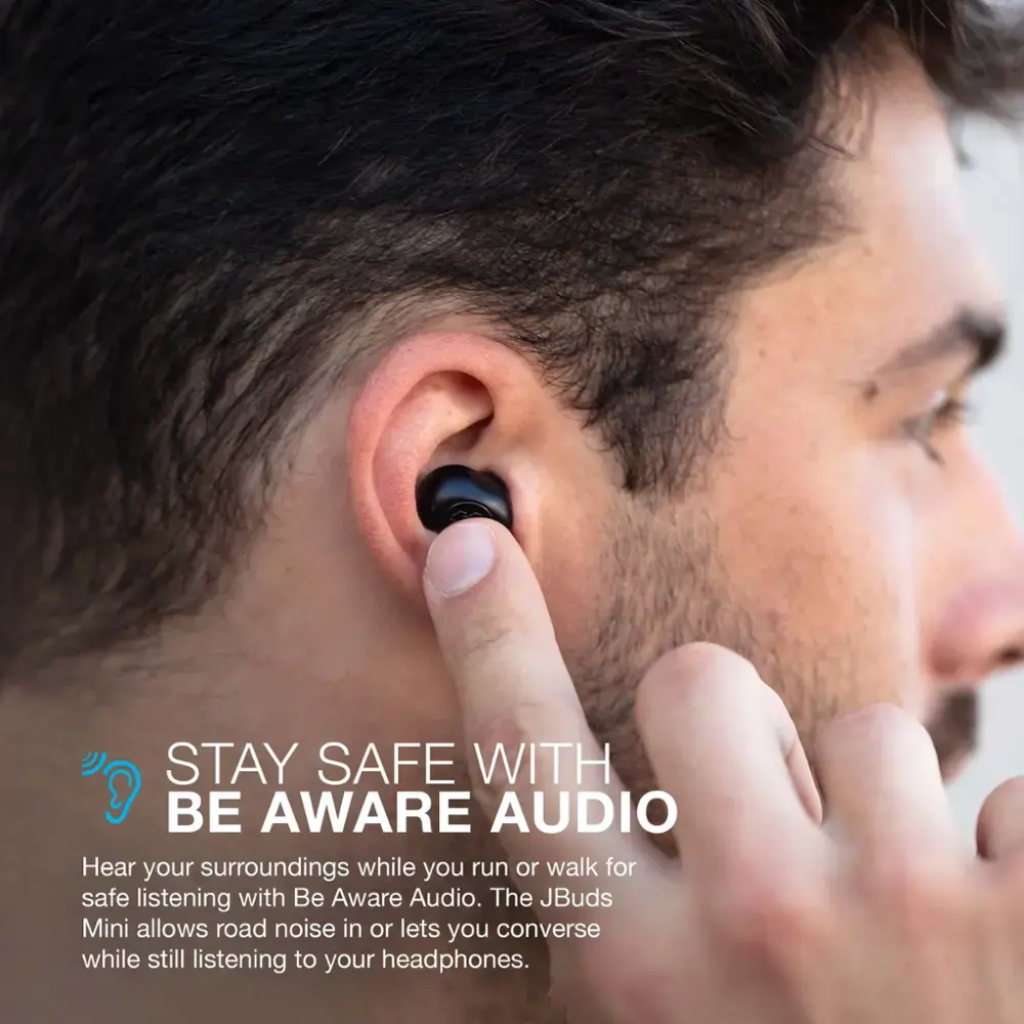 STAY SAFE WITH
BE AWARE AUDIO
Hear your surroundings while you run or walk for
safe listening with Be Aware Audio. The JBuds
Mini allows road noise in or lets you converse
while still listening to your headphones.